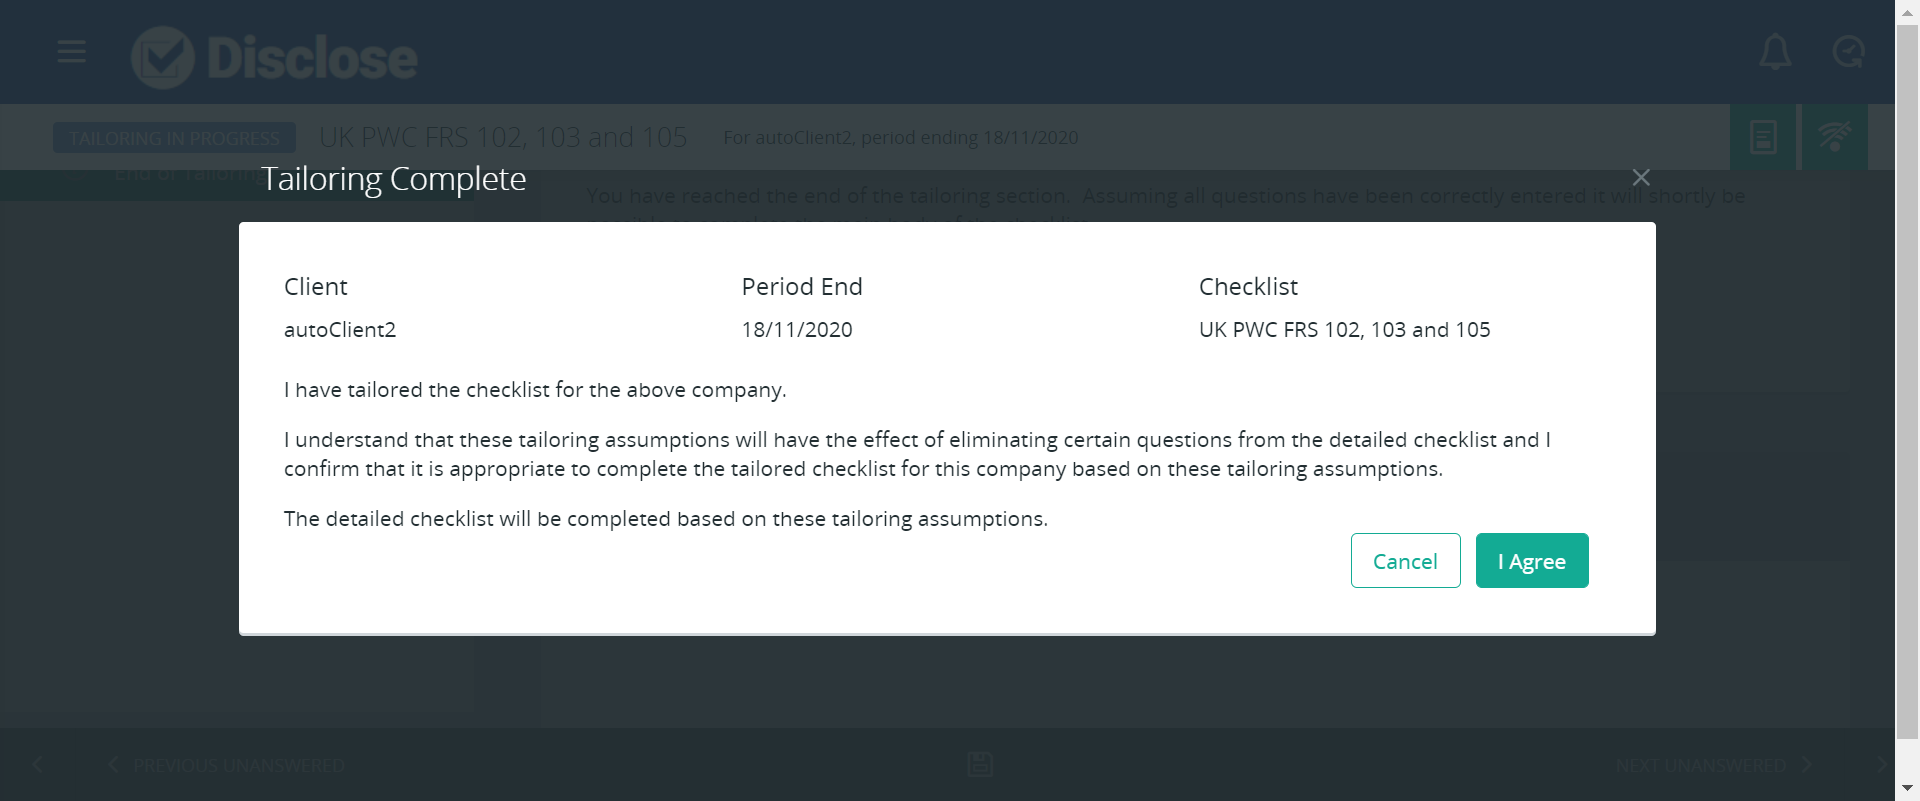 Disclose
TAILORING IN PROGRESS
UK PWC FRS 102, 103 and 105
For autoClient2, period ending 18/11/2020
End of Tailoring
Tailoring Complete
You have reached the end of the tailoring section. Assuming all questions have been correctly entered it will shortly be
Client
Period End
Checklist
autoClient2
18/11/2020
UK PWC FRS 102, 103 and 105
I have tailored the checklist for the above company.
I understand that these tailoring assumptions will have the effect of eliminating certain questions from the detailed checklist and I
confirm that it is appropriate to complete the tailored checklist for this company based on these tailoring assumptions.
The detailed checklist will be completed based on these tailoring assumptions.
Cancel
I Agree
PREVIOUS UNANSWERED
NEXT UNANSWERED